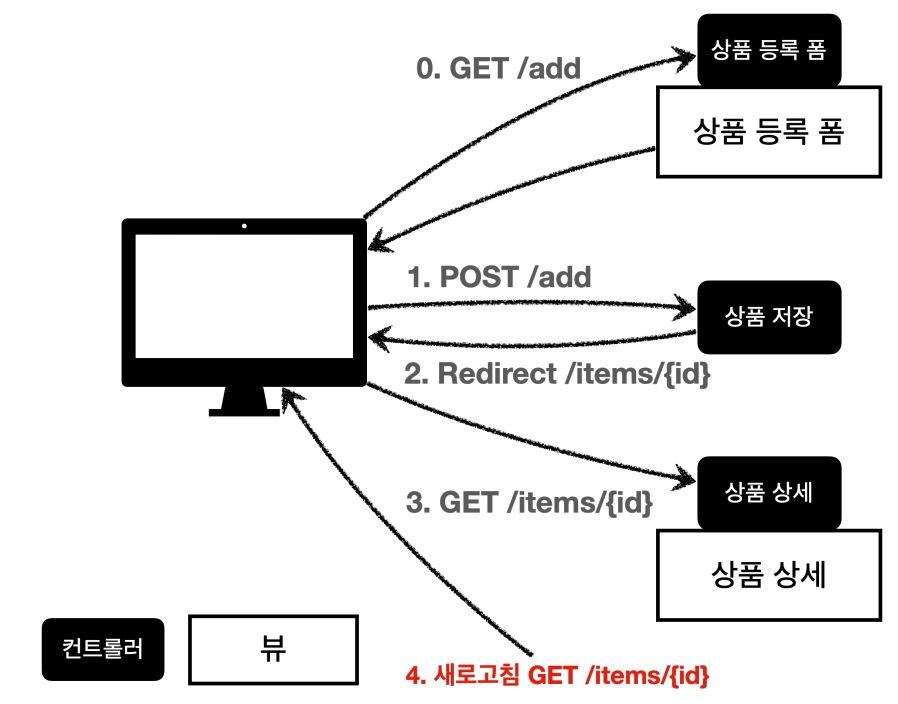 상품 등록 폼
0. GET /add
상품 등록 폼
1. POST /add
상품 저장
2. Redirect /items/{id}
상품 상세
3. GET /items/{id}
상품 상세
컨트롤러
뷰
4. 새로고침 GET /items/{id}